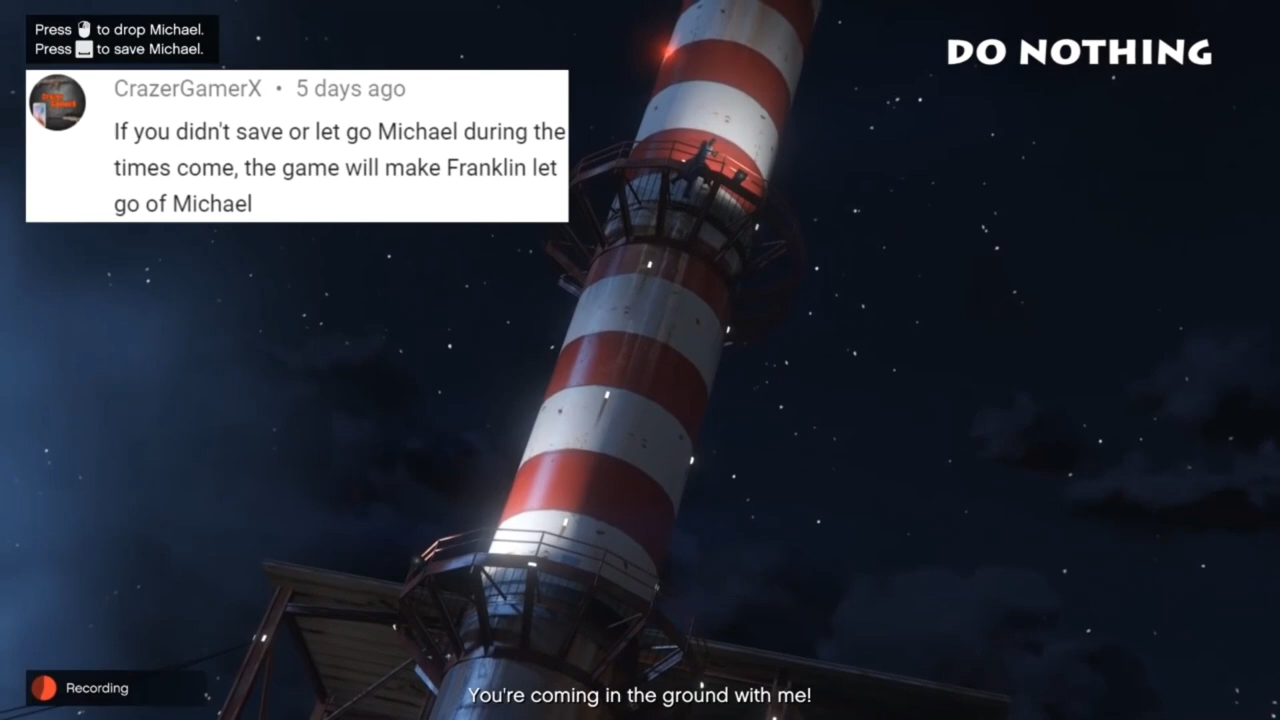 Press to drop Michael.
Press to save Michael.
DO NOTHING
CrazerGamerX • 5 days ago
If you didn't save or let go Michael during the
times come, the game will make Franklin let
go of Michael
Recording
You're coming in the ground with me!